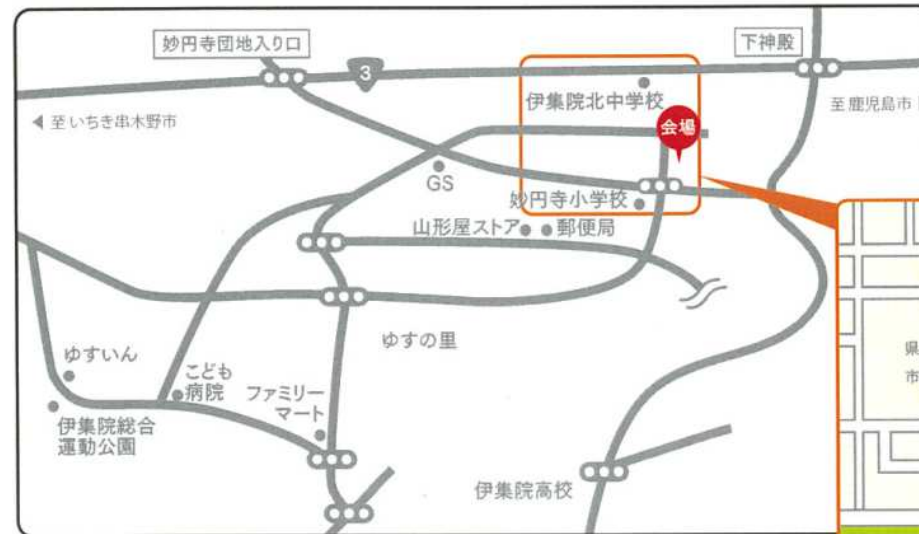 妙円寺団地入り口
3
下神殿
伊集院北中学校
至いちき串木野市
至鹿児島市
会場
GS
妙円寺小学校
山形屋ストア
郵便局
ゆすの里
ゆすいん
こども
病院
ファミリー
マート
伊集院総合
運動公園
伊集院高校
県
市